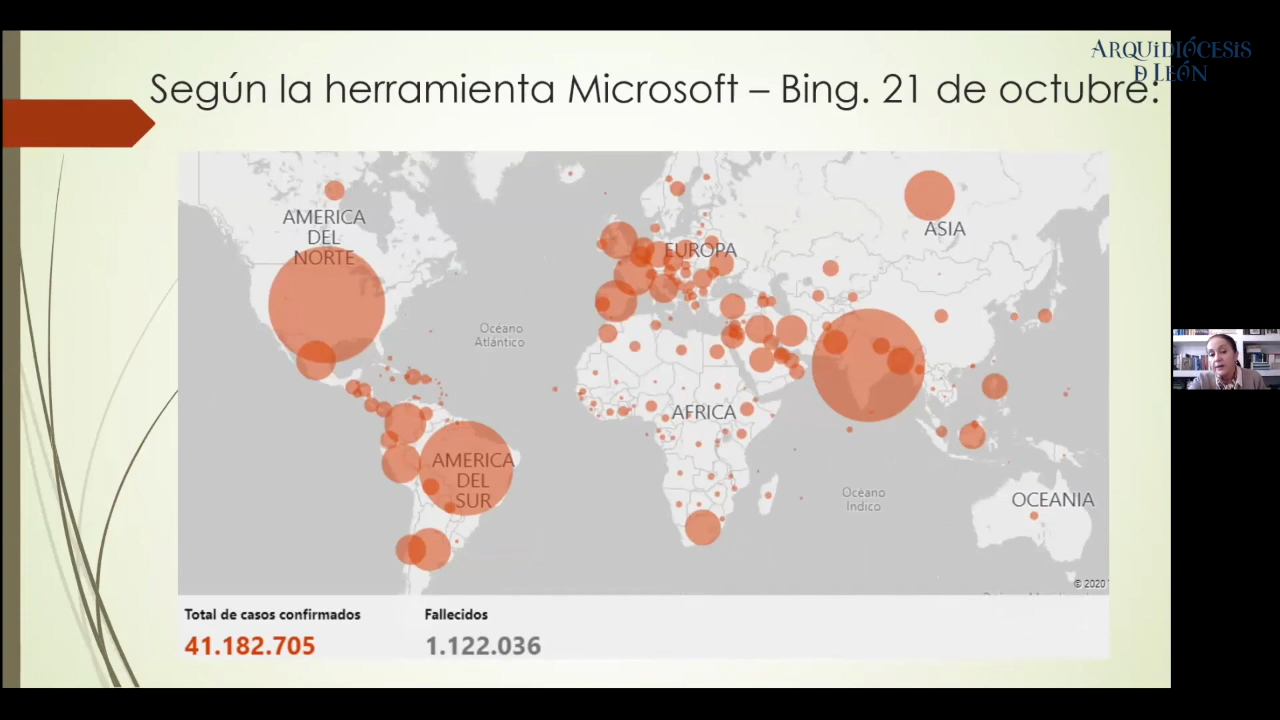 ARQUiDIÓCESiS
D LEÓN
Según la herramienta Microsoft – Bing. 21 de octubre:
AMERICA
DEL
NORTE
EUROPA
ASIA
Océano
Atlántico
AFRICA
AMERICA
DEL
SUR
Océano
Índico
OCEANIA
© 2020
Total de casos confirmados
41.182.705
Fallecidos
1.122.036